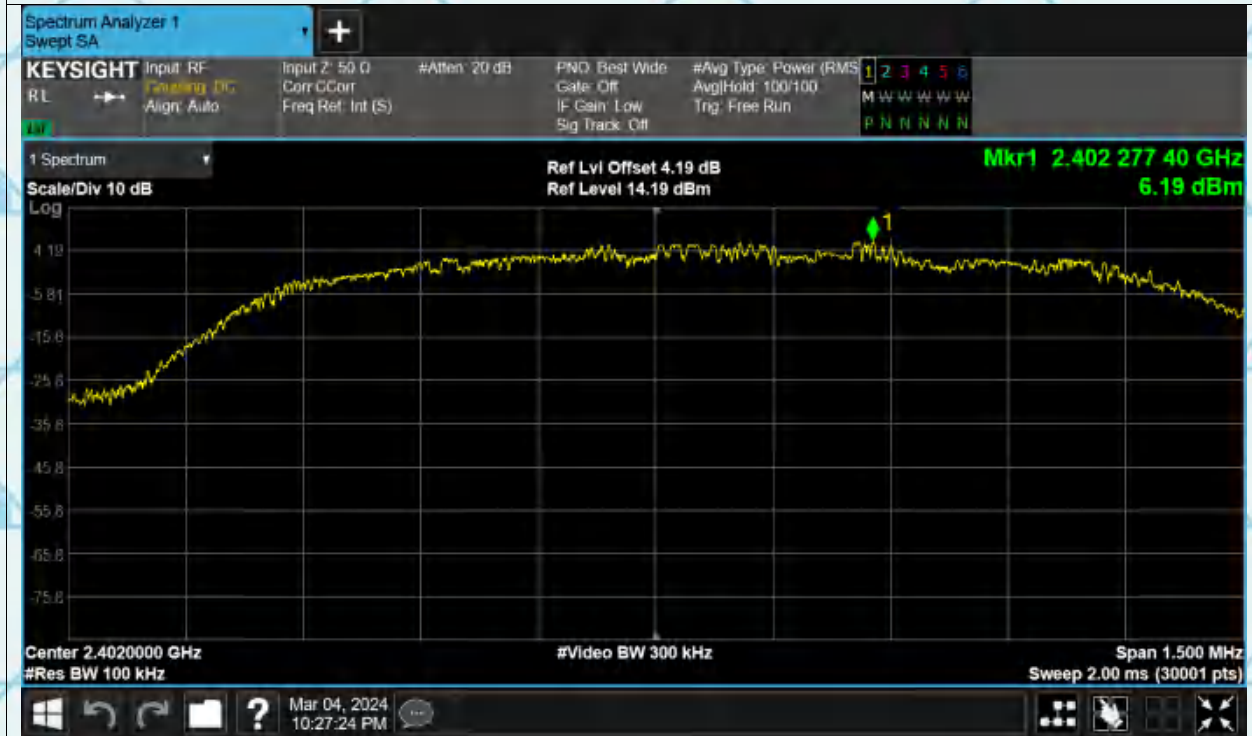 Spectrum Analyzer 1
Swept SA
+
KEYSIGHT Input: RF Input Z: 50 Ω #Atten: 20 dB PNO: Best Wide #Avg Type: Power (RMS 1 2 3 4 5 6
RL Coupling: DC Corr CCorr Gate: Off Avg|Hold: 100/100 M W W W W W
Align: Auto Freq Ref: Int (S) IF Gain: Low Trig: Free Run
Sig Track: Off P N N N N N
1 Spectrum
Ref Lvl Offset 4.19 dB Mkr1 2.402 277 40 GHz
Scale/Div 10 dB Ref Level 14.19 dBm 6.19 dBm
Log
1
4.19
-5.81
-15.8
-25.8
-35.8
-45.8
-55.8
-65.8
-75.8
Center 2.4020000 GHz #Video BW 300 kHz Span 1.500 MHz
#Res BW 100 kHz Sweep 2.00 ms (30001 pts)
? Mar 04, 2024
10:27:24 PM